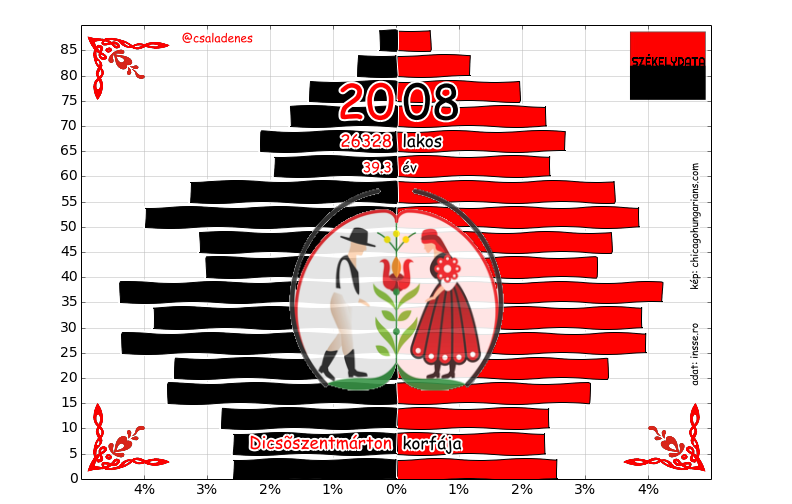 @csaladenes
SZÉKELYDATA
2008
26328 lakos
39.3 év
kép: chicagohungarians.com
adat: insse.ro
Dicsőszentmárton korfája
85
80
75
70
65
60
55
50
45
40
35
30
25
20
15
10
5
0
4% 3% 2% 1% 0% 1% 2% 3% 4%